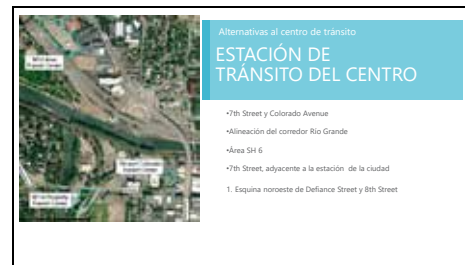 Alternativas al centro de tránsito
ESTACIÓN DE
TRÁNSITO DEL CENTRO
•7th Street y Colorado Avenue
•Alineación del corredor Río Grande
•Área SH 6
•7th Street, adyacente a la estación de la ciudad
1. Esquina noroeste de Defiance Street y 8th Street